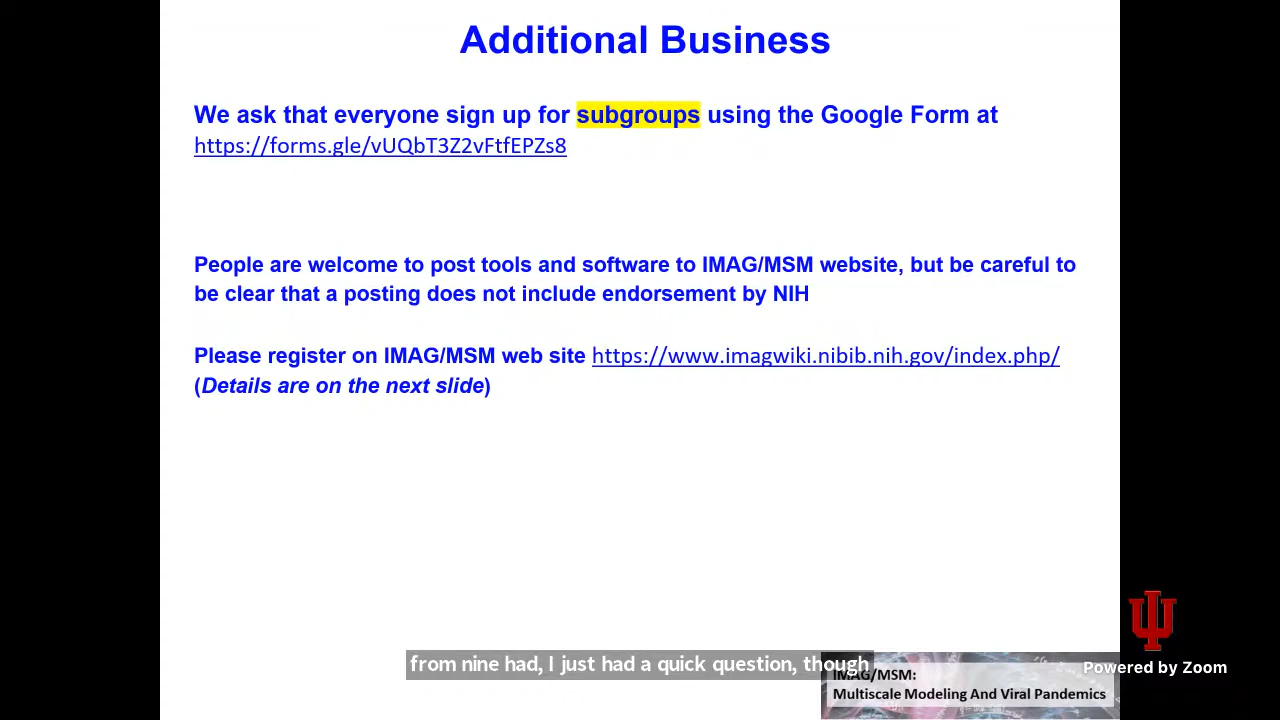 Additional Business
We ask that everyone sign up for subgroups using the Google Form at
https://forms.gle/vUQbT3Z2vFtfEPZs8
People are welcome to post tools and software to IMAG/MSM website, but be careful to
be clear that a posting does not include endorsement by NIH
Please register on IMAG/MSM web site https://www.imagwiki.nibib.nih.gov/index.php/
(Details are on the next slide)
from nine had, I just had a quick question, though
IMAG/MSM:
Multiscale Modeling And Viral Pandemics
Powered by Zoom